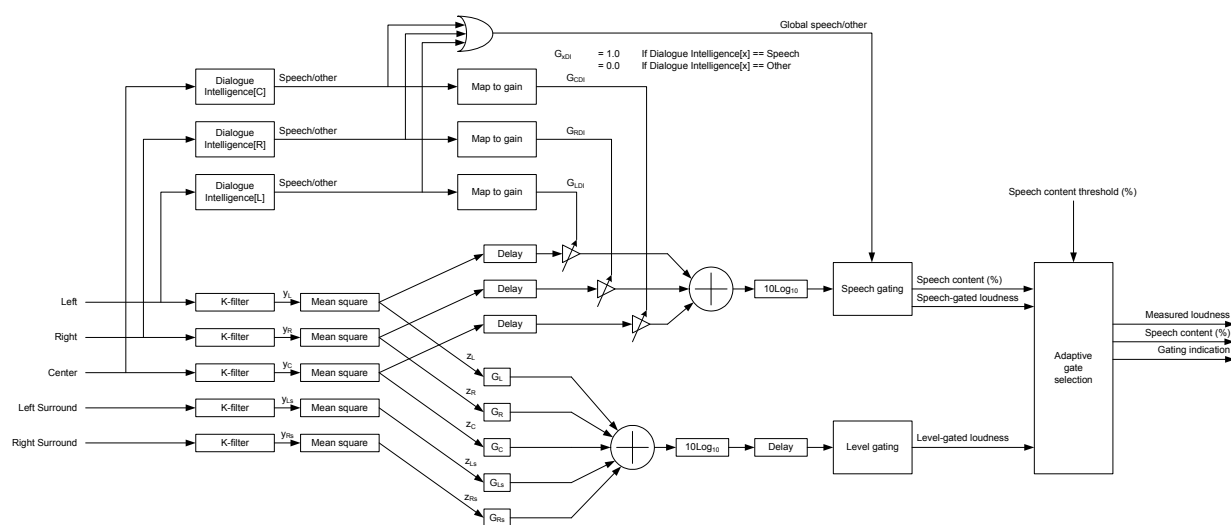 Global speech/other
G_xDI = 1.0 If Dialogue Intelligence[x] == Speech
= 0.0 If Dialogue Intelligence[x] == Other
Dialogue
Intelligence[C]
Speech/other
Map to gain
G_CDI
Dialogue
Intelligence[R]
Speech/other
Map to gain
G_RDI
Dialogue
Intelligence[L]
Speech/other
Map to gain
G_LDI
Speech content threshold (%)
Delay
Delay
Delay
10Log₁₀
Speech gating
Speech content (%)
Speech-gated loudness
Left
K-filter
y_L
Mean square
Right
K-filter
y_R
Mean square
Center
K-filter
y_C
Mean square
Left Surround
K-filter
y_Ls
Mean square
Right Surround
K-filter
y_Rs
Mean square
z_L
G_L
z_R
G_R
z_C
G_C
z_Ls
G_Ls
z_Rs
G_Rs
10Log₁₀
Delay
Level gating
Level-gated loudness
Adaptive
gate
selection
Measured loudness
Speech content (%)
Gating indication